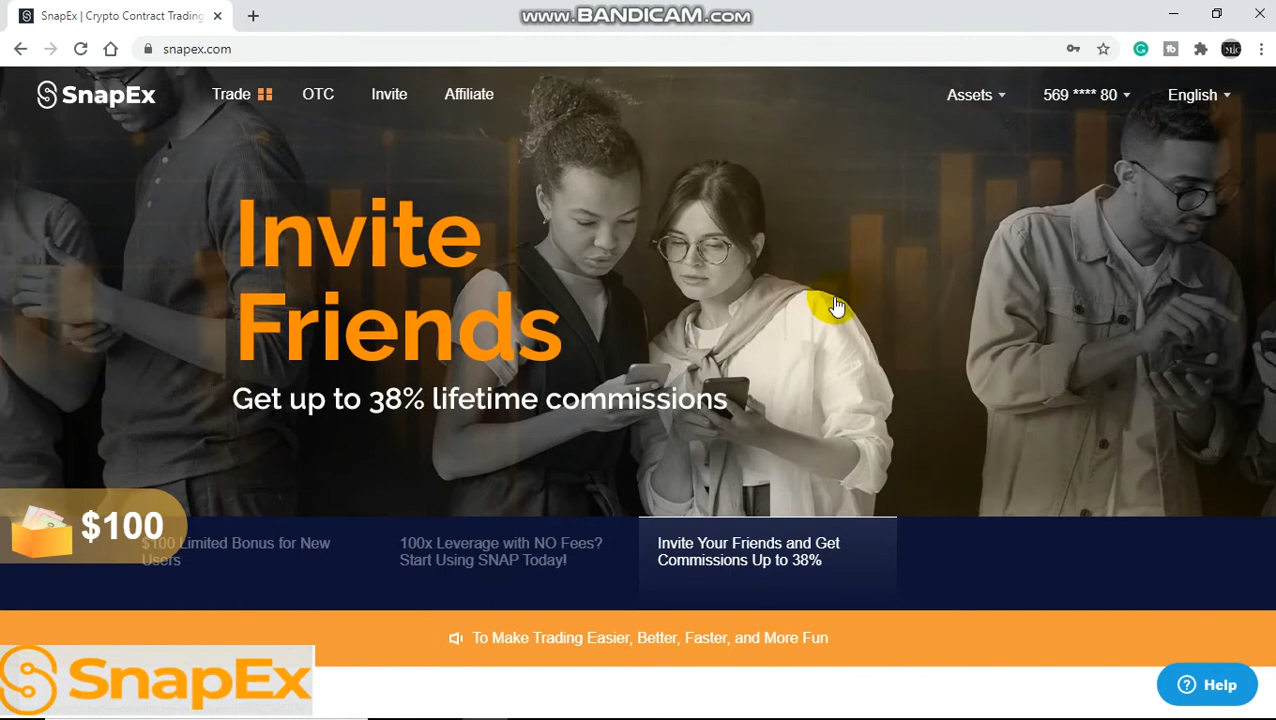 SnapEx | Crypto Contract Trading
www.BANDICAM.com
snapex.com
SnapEx
Trade
OTC
Invite
Affiliate
Assets
569 **** 80
English
Invite
Friends
Get up to 38% lifetime commissions
$100
$100 Limited Bonus for New
Users
100x Leverage with NO Fees?
Start Using SNAP Today!
Invite Your Friends and Get
Commissions Up to 38%
To Make Trading Easier, Better, Faster, and More Fun
SnapEx
Help